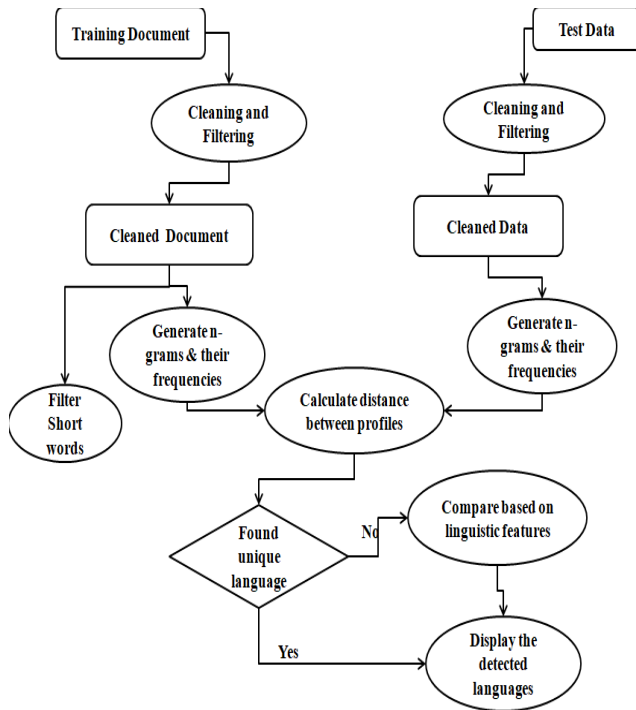 Training Document
Test Data
Cleaning and
Filtering
Cleaning and
Filtering
Cleaned Document
Cleaned Data
Generate n-
grams & their
frequencies
Generate n-
grams & their
frequencies
Filter
Short
words
Calculate distance
between profiles
Found
unique
language
No
Compare based on
linguistic features
Yes
Display the
detected
languages